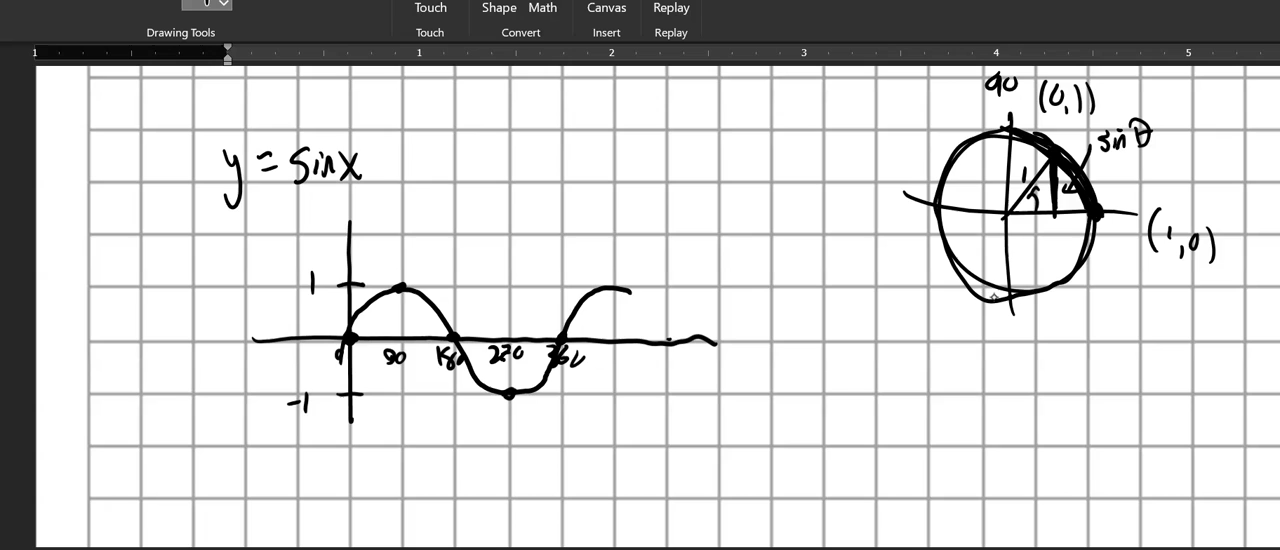 Touch Shape Math Canvas Replay
Drawing Tools Touch Convert Insert Replay
1 1 2 3 4 5
90 (0,1)
y = sinx
sin θ
1
(1,0)
1
0 90 180 270 360
-1